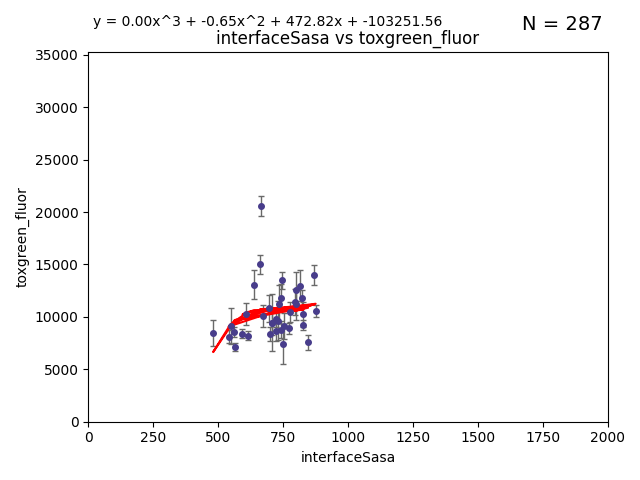 y = 0.00x^3 + -0.65x^2 + 472.82x + -103251.56
N = 287
interfaceSasa vs toxgreen_fluor
35000
30000
25000
20000
15000
10000
5000
0
toxgreen_fluor
0 250 500 750 1000 1250 1500 1750 2000
interfaceSasa